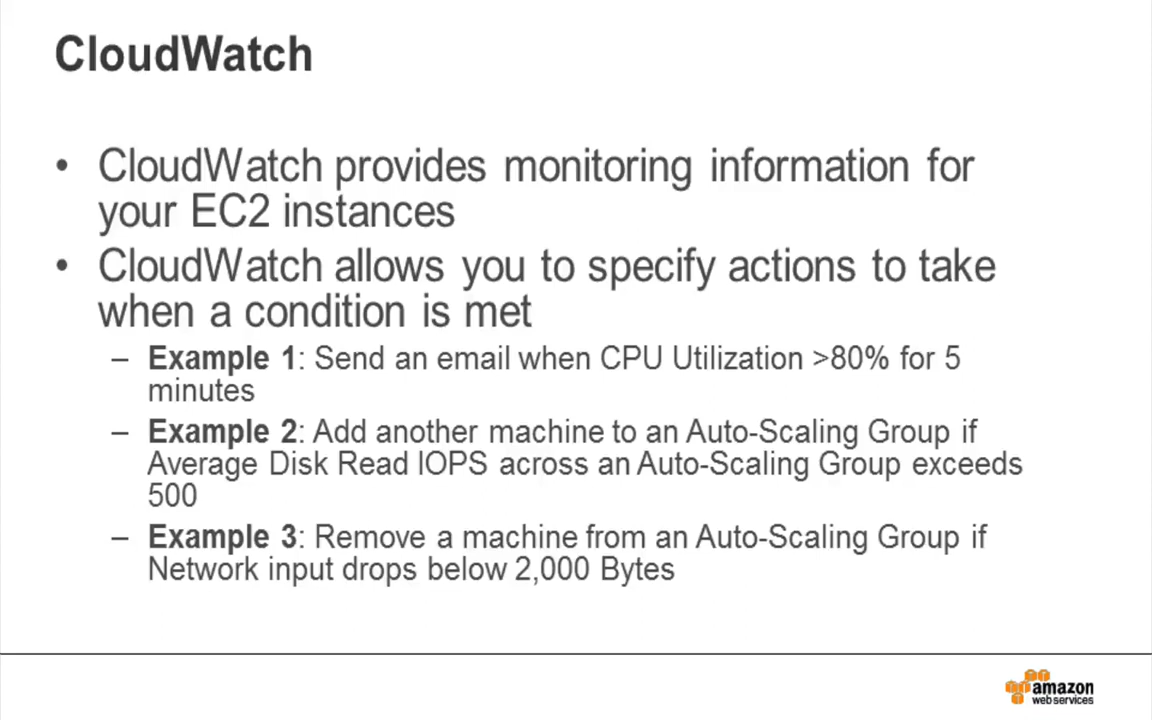 CloudWatch
• CloudWatch provides monitoring information for
your EC2 instances
• CloudWatch allows you to specify actions to take
when a condition is met
– Example 1: Send an email when CPU Utilization >80% for 5
minutes
– Example 2: Add another machine to an Auto-Scaling Group if
Average Disk Read IOPS across an Auto-Scaling Group exceeds
500
– Example 3: Remove a machine from an Auto-Scaling Group if
Network input drops below 2,000 Bytes
amazon
web services